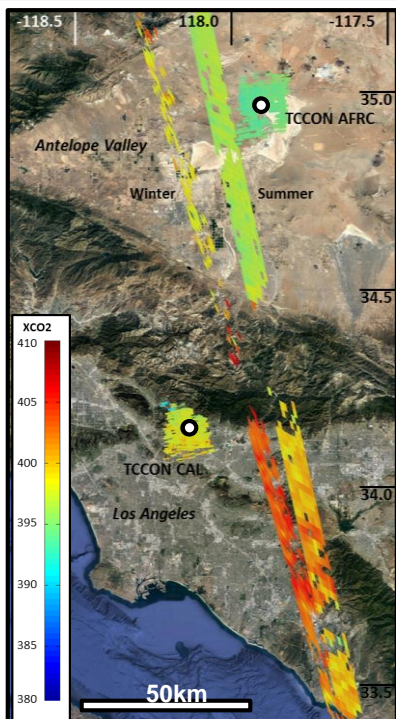 -118.5
118.0
-117.5
35.0
TCCON AFRC
Antelope Valley
Winter
Summer
34.5
XCO2
410
405
400
395
390
385
380
TCCON CAL
34.0
Los Angeles
33.5
50km